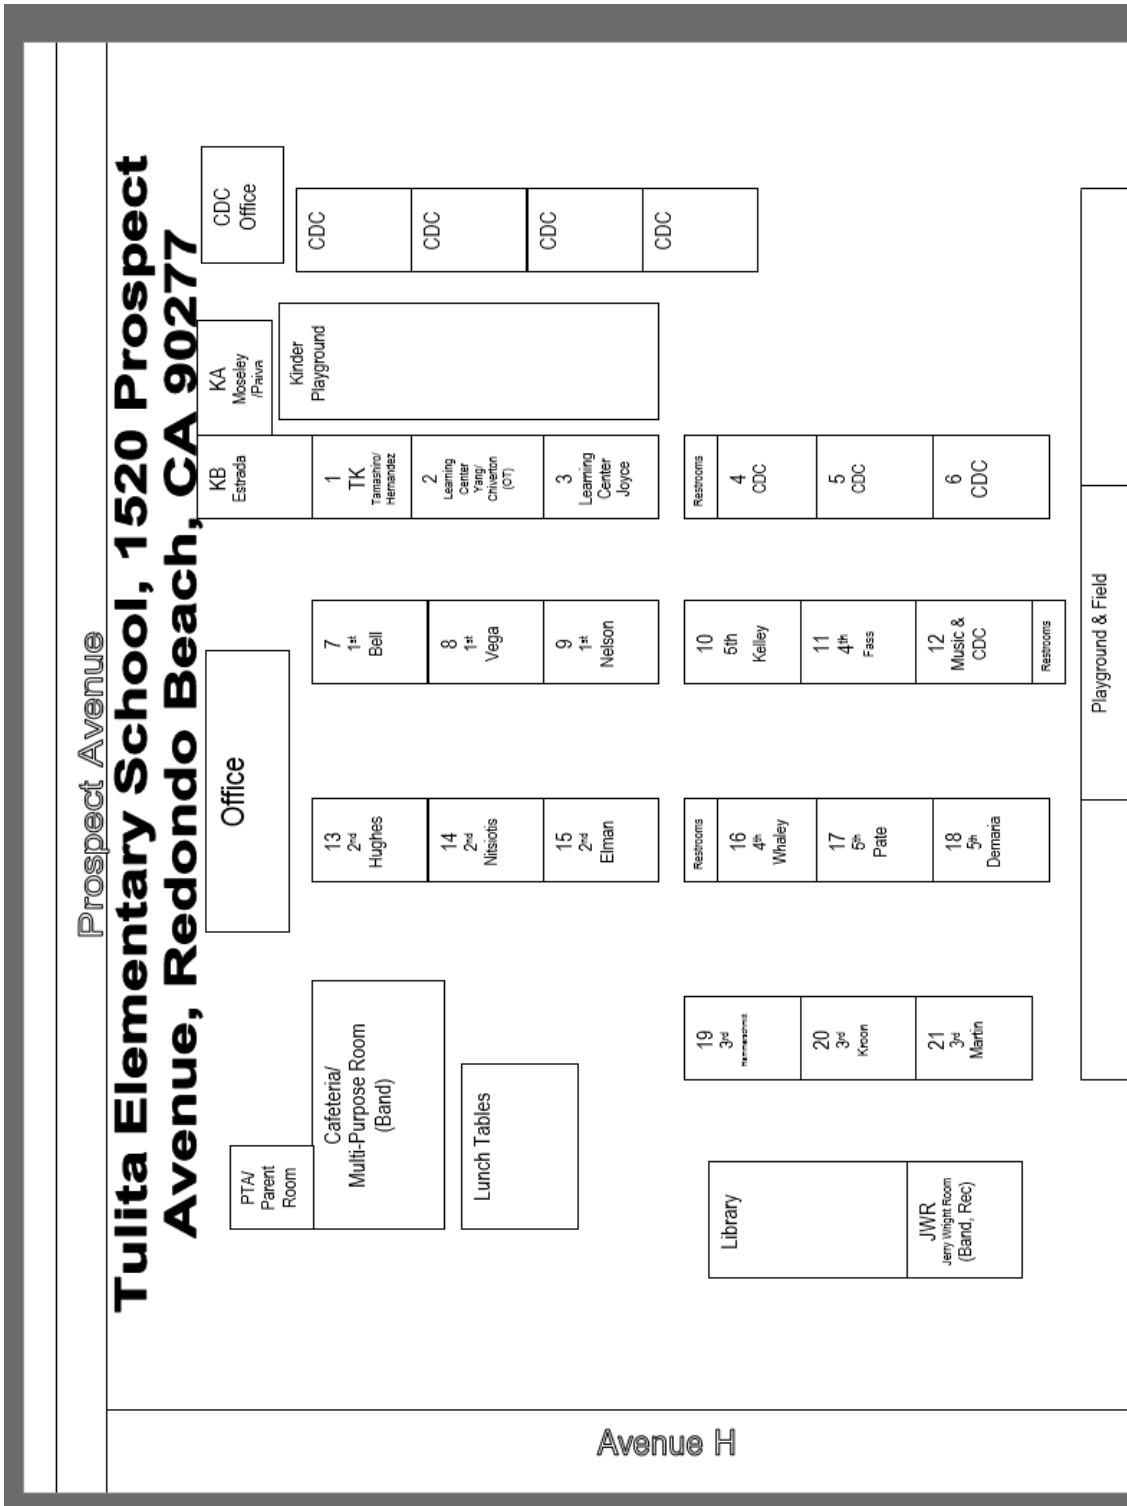 Prospect Avenue
Tulita Elementary School, 1520 Prospect
Avenue, Redondo Beach, CA 90277
PTA/
Parent
Room
Cafeteria/
Multi-Purpose Room
(Band)
Lunch Tables
Library
JWR
Jerry Wright Room
(Band, Rec)
Office
13
2nd
Hughes
14
2nd
Nitsiotis
15
2nd
Elman
Restrooms
16
4th
Whaley
17
5th
Pate
18
5th
Demaria
19
3rd
Hammerschmitt
20
3rd
Knoon
21
3rd
Martin
7
1st
Bell
8
1st
Vega
9
1st
Nelson
10
5th
Kelley
11
4th
Fass
12
Music &
CDC
Restrooms
KB
Estrada
1
TK
Tamashiro/
Hernandez
2
Learning
Center
Yang/
Chiverton
(OT)
3
Learning
Center
Joyce
Restrooms
4
CDC
5
CDC
6
CDC
KA
Moseley
/Paiva
Kinder
Playground
CDC
Office
CDC
CDC
CDC
CDC
Playground & Field
Avenue H